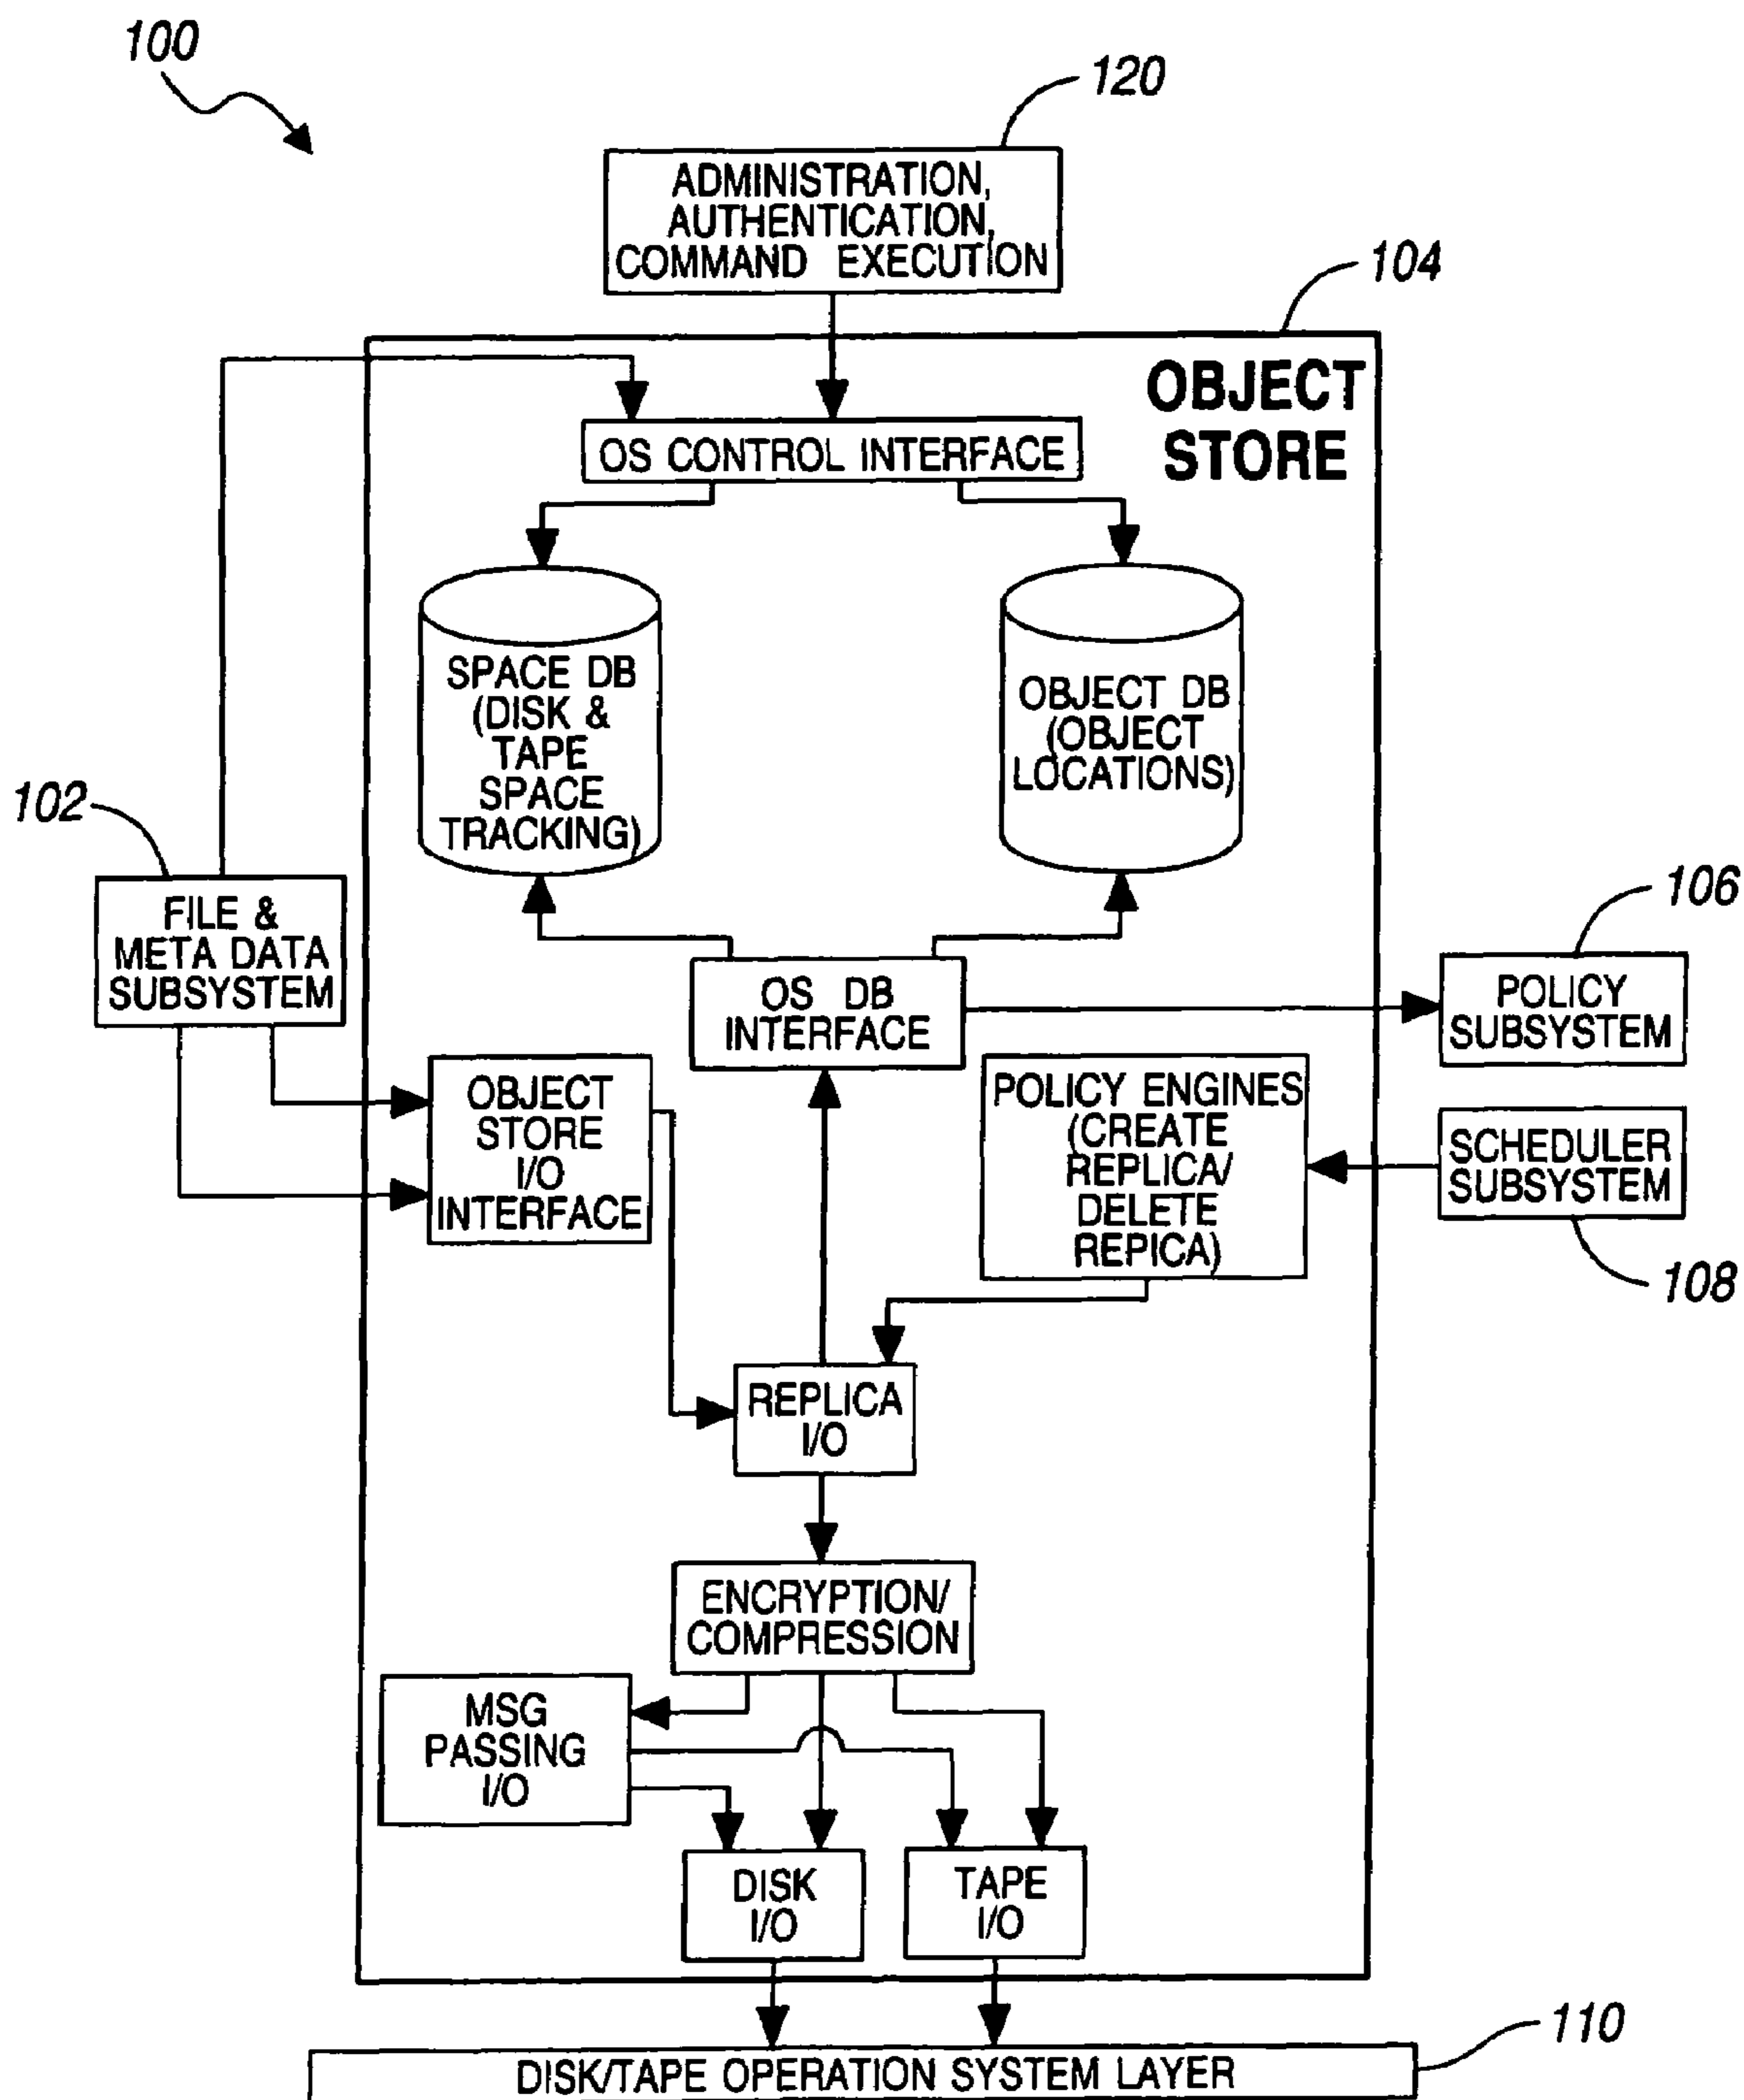 100
120
ADMINISTRATION,
AUTHENTICATION,
COMMAND EXECUTION
104
OBJECT
STORE
OS CONTROL INTERFACE
SPACE DB
(DISK &
TAPE
SPACE
TRACKING)
OBJECT DB
(OBJECT
LOCATIONS)
102
FILE &
META DATA
SUBSYSTEM
106
POLICY
SUBSYSTEM
OS DB
INTERFACE
OBJECT
STORE
I/O
INTERFACE
POLICY ENGINES
(CREATE
REPLICA/
DELETE
REPICA)
SCHEDULER
SUBSYSTEM
108
REPLICA
I/O
ENCRYPTION/
COMPRESSION
MSG
PASSING
I/O
DISK
I/O
TAPE
I/O
110
DISK/TAPE OPERATION SYSTEM LAYER